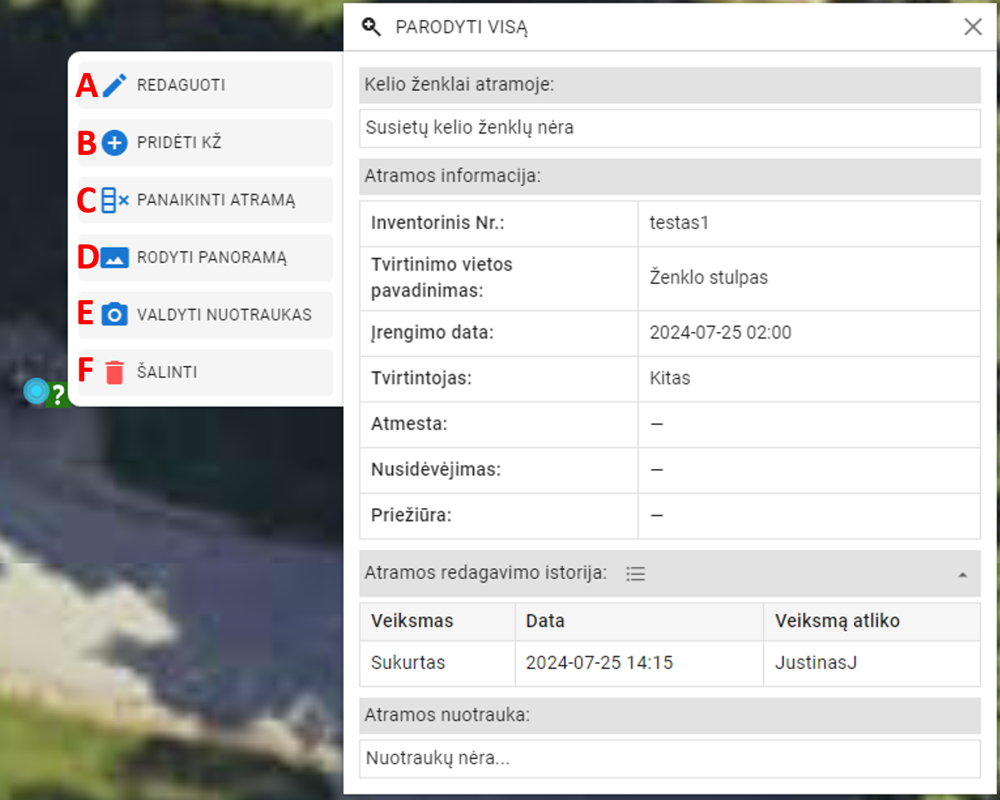 PARODYTI VISĄ
A REDAGUOTI
B PRIDĖTI KŽ
C PANAIKINTI ATRAMĄ
D RODYTI PANORAMĄ
E VALDYTI NUOTRAUKAS
F ŠALINTI
?
Kelio ženklai atramoje:
Susietų kelio ženklų nėra
Atramos informacija:
Inventorinis Nr.: testas1
Tvirtinimo vietos
pavadinimas: Ženklo stulpas
Įrengimo data: 2024-07-25 02:00
Tvirtintojas: Kitas
Atmesta: –
Nusidėvėjimas: –
Priežiūra: –
Atramos redagavimo istorija:
Veiksmas Data Veiksmą atliko
Sukurtas 2024-07-25 14:15 JustinasJ
Atramos nuotrauka:
Nuotraukų nėra...